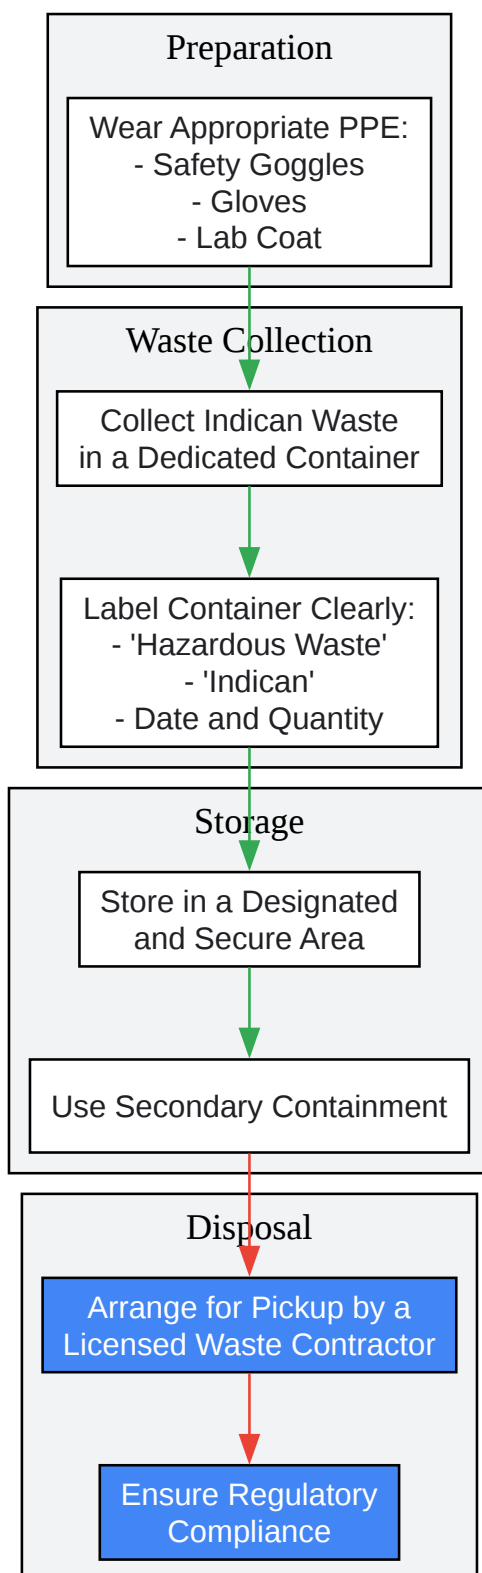 Preparation
Wear Appropriate PPE:
- Safety Goggles
- Gloves
- Lab Coat
Waste Collection
Collect Indican Waste
in a Dedicated Container
Label Container Clearly:
- 'Hazardous Waste'
- 'Indican'
- Date and Quantity
Storage
Store in a Designated
and Secure Area
Use Secondary Containment
Disposal
Arrange for Pickup by a
Licensed Waste Contractor
Ensure Regulatory
Compliance